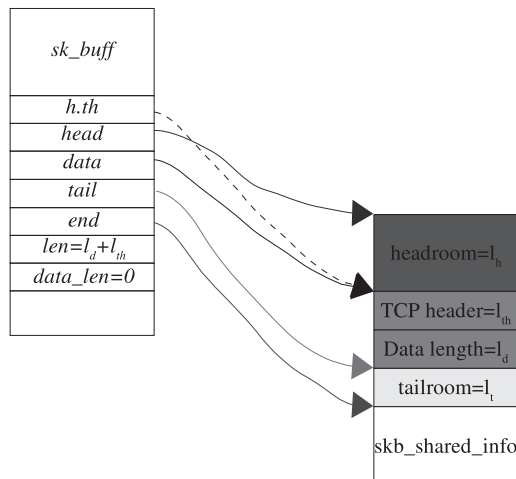 sk_buff
h.th
head
data
tail
end
len=l_d+l_th
data_len=0
headroom=l_h
TCP header=l_th
Data length=l_d
tailroom=l_t
skb_shared_info